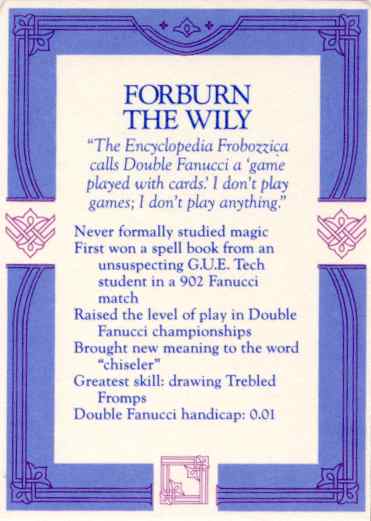 FORBURN
THE WILY
“The Encyclopedia Frobozzica
calls Double Fanucci a ‘game
played with cards.’ I don’t play
games; I don’t play anything.”
Never formally studied magic
First won a spell book from an
unsuspecting G.U.E. Tech
student in a 902 Fanucci
match
Raised the level of play in Double
Fanucci championships
Brought new meaning to the word
“chiseler”
Greatest skill: drawing Trebled
Fromps
Double Fanucci handicap: 0.01